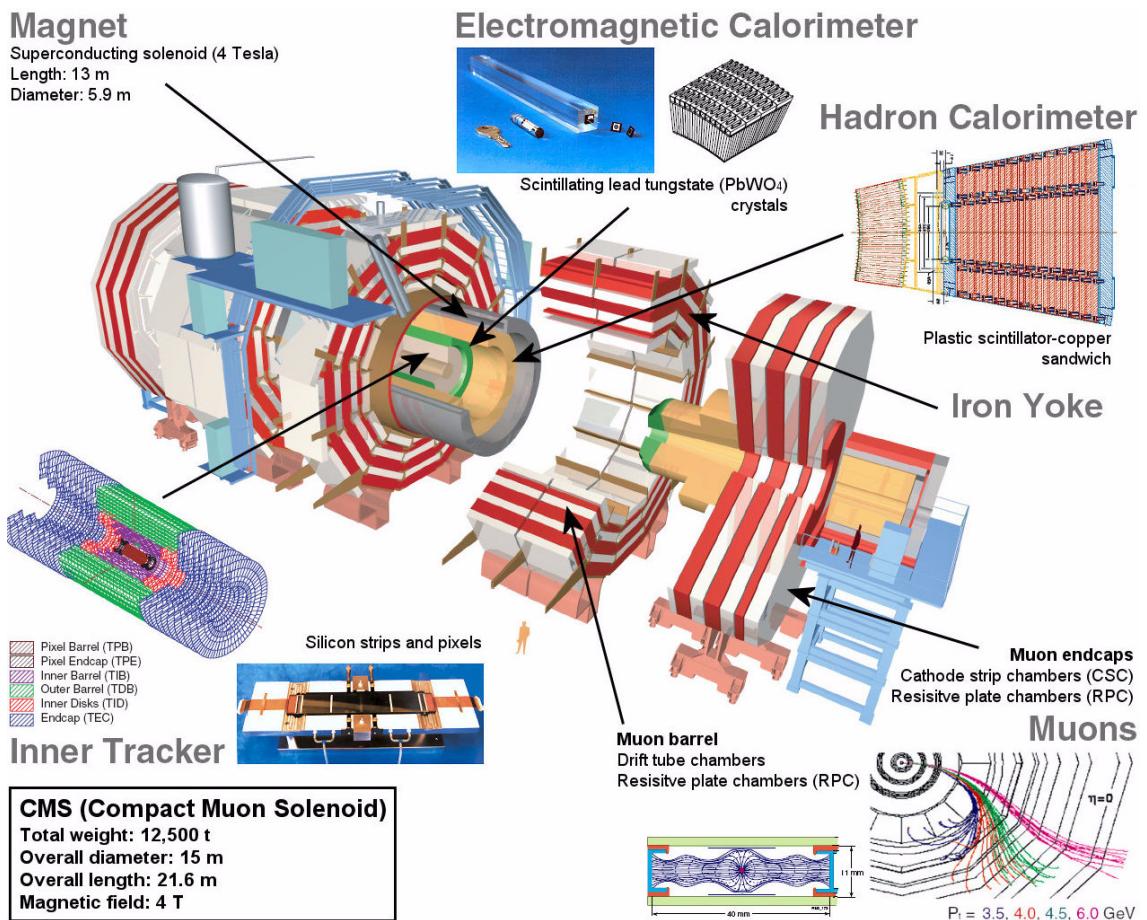 Magnet
Superconducting solenoid (4 Tesla)
Length: 13 m
Diameter: 5.9 m
Electromagnetic Calorimeter
Scintillating lead tungstate (PbWO4)
crystals
Hadron Calorimeter
Plastic scintillator-copper
sandwich
Iron Yoke
Silicon strips and pixels
Pixel Barrel (TPB)
Pixel Endcap (TPE)
Inner Barrel (TIB)
Outer Barrel (TDB)
Inner Disks (TID)
Endcap (TEC)
Inner Tracker
Muon endcaps
Cathode strip chambers (CSC)
Resisitve plate chambers (RPC)
Muon barrel
Drift tube chambers
Resisitve plate chambers (RPC)
Muons
η=0
CMS (Compact Muon Solenoid)
Total weight: 12,500 t
Overall diameter: 15 m
Overall length: 21.6 m
Magnetic field: 4 T
11 mm
40 mm
Pt = 3.5, 4.0, 4.5, 6.0 GeV